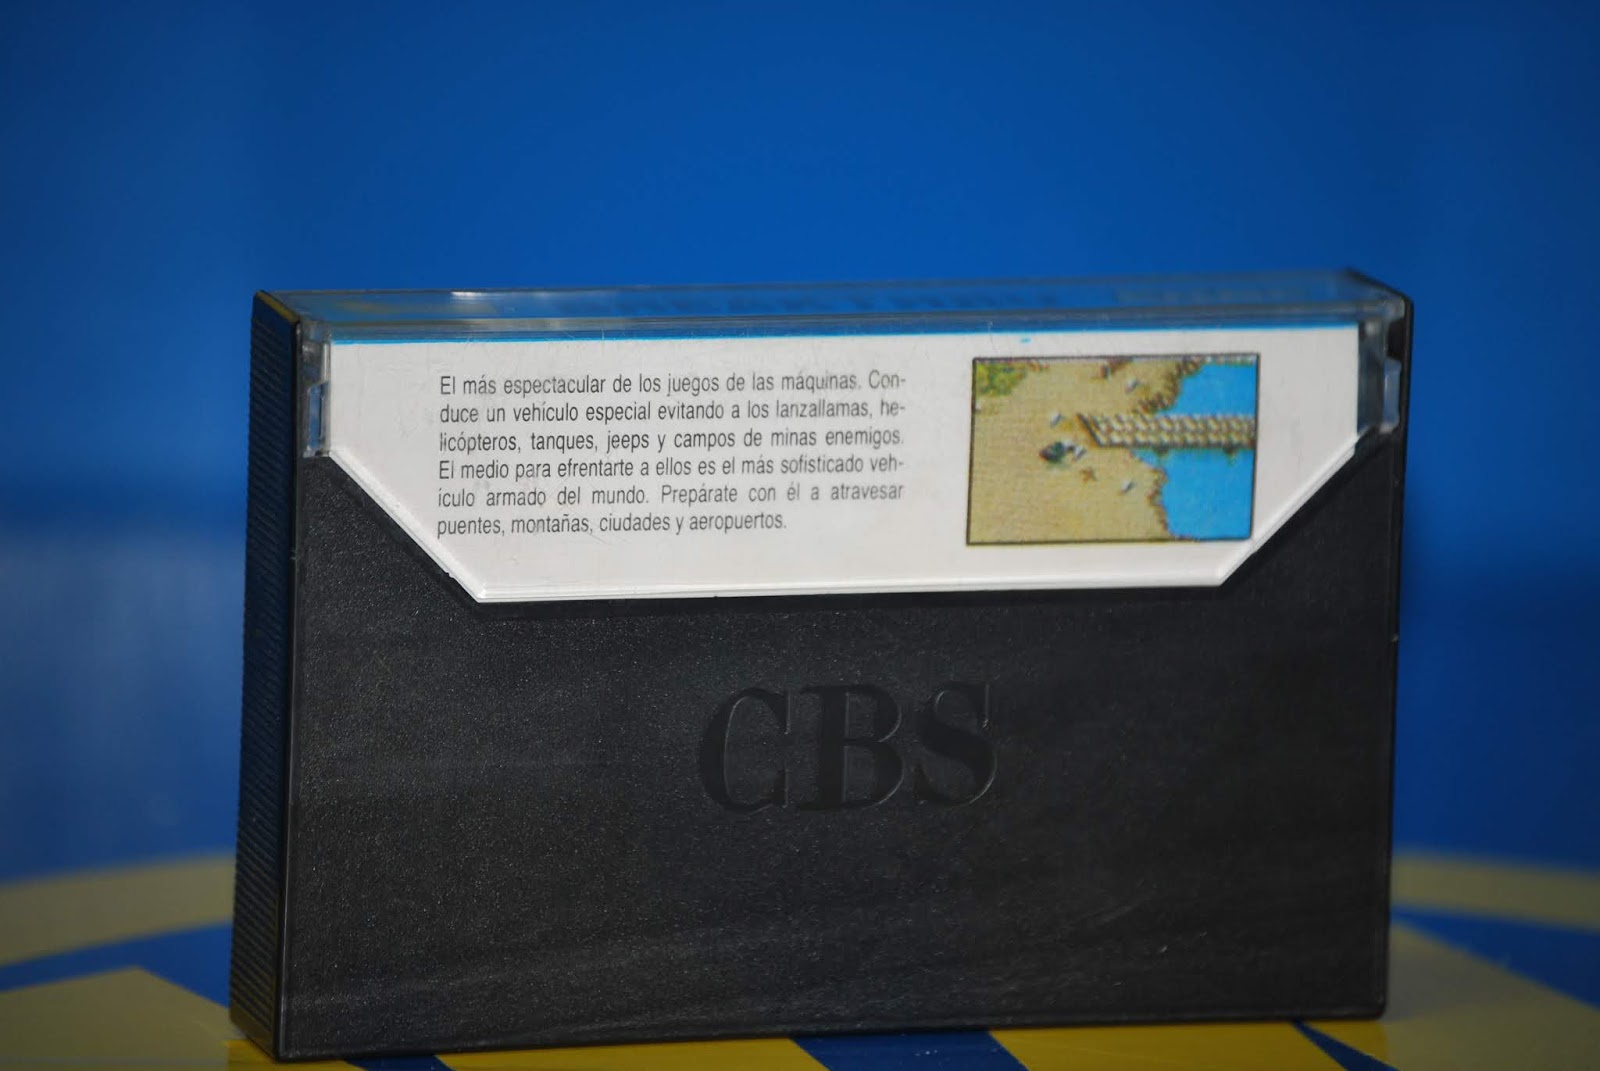 El más espectacular de los juegos de las máquinas. Con-
duce un vehículo especial evitando a los lanzallamas, he-
licópteros, tanques, jeeps y campos de minas enemigos.
El medio para efrentarte a ellos es el más sofisticado veh-
ículo armado del mundo. Prepárate con él a atravesar
puentes, montañas, ciudades y aeropuertos.
CBS